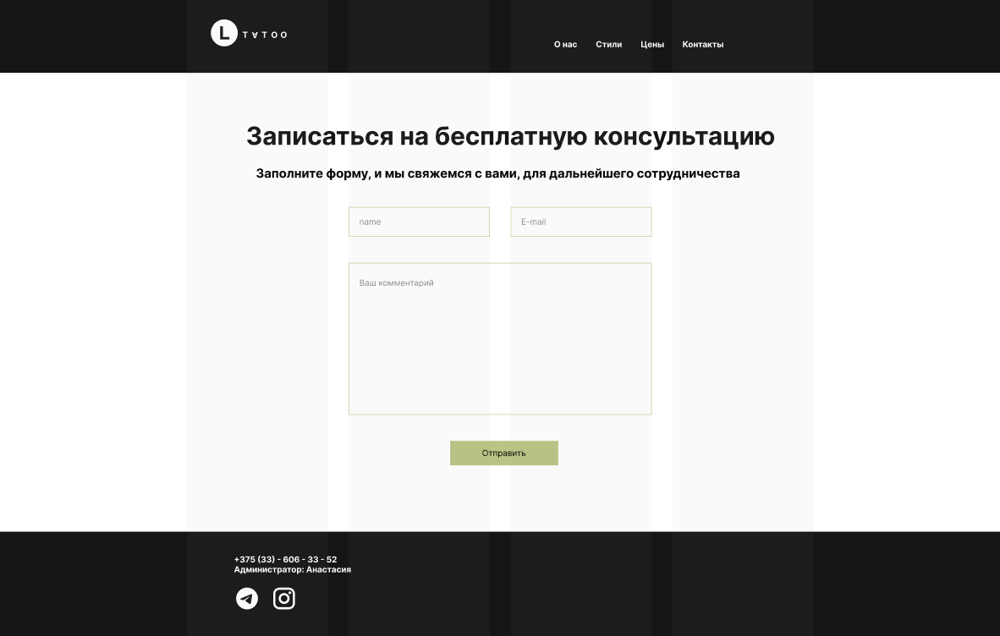 L TATOO
О нас Стили Цены Контакты
Записаться на бесплатную консультацию
Заполните форму, и мы свяжемся с вами, для дальнейшего сотрудничества
name E-mail
Ваш комментарий
Отправить
+375 (33) - 606 - 33 - 52
Администратор: Анастасия